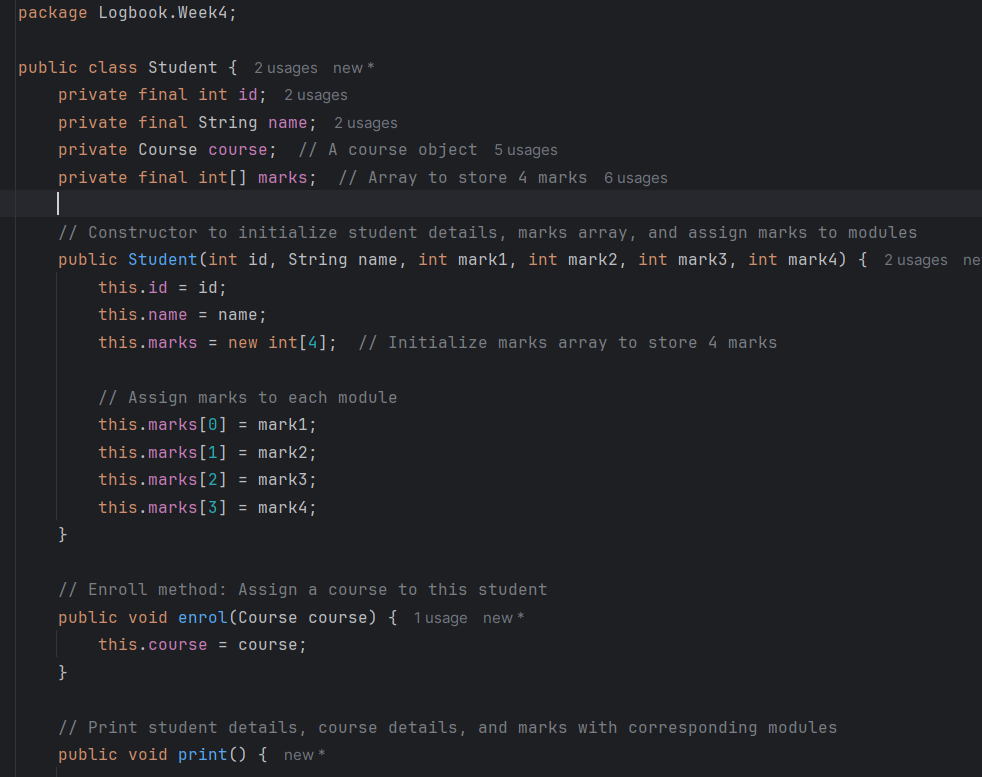 package Logbook.Week4;
public class Student {  2 usages  new *
private final int id;  2 usages
private final String name;  2 usages
private Course course;  // A course object  5 usages
private final int[] marks;  // Array to store 4 marks  6 usages
// Constructor to initialize student details, marks array, and assign marks to modules
public Student(int id, String name, int mark1, int mark2, int mark3, int mark4) {  2 usages  ne
this.id = id;
this.name = name;
this.marks = new int[4];  // Initialize marks array to store 4 marks
// Assign marks to each module
this.marks[0] = mark1;
this.marks[1] = mark2;
this.marks[2] = mark3;
this.marks[3] = mark4;
}
// Enroll method: Assign a course to this student
public void enrol(Course course) {  1 usage  new *
this.course = course;
}
// Print student details, course details, and marks with corresponding modules
public void print() {  new *